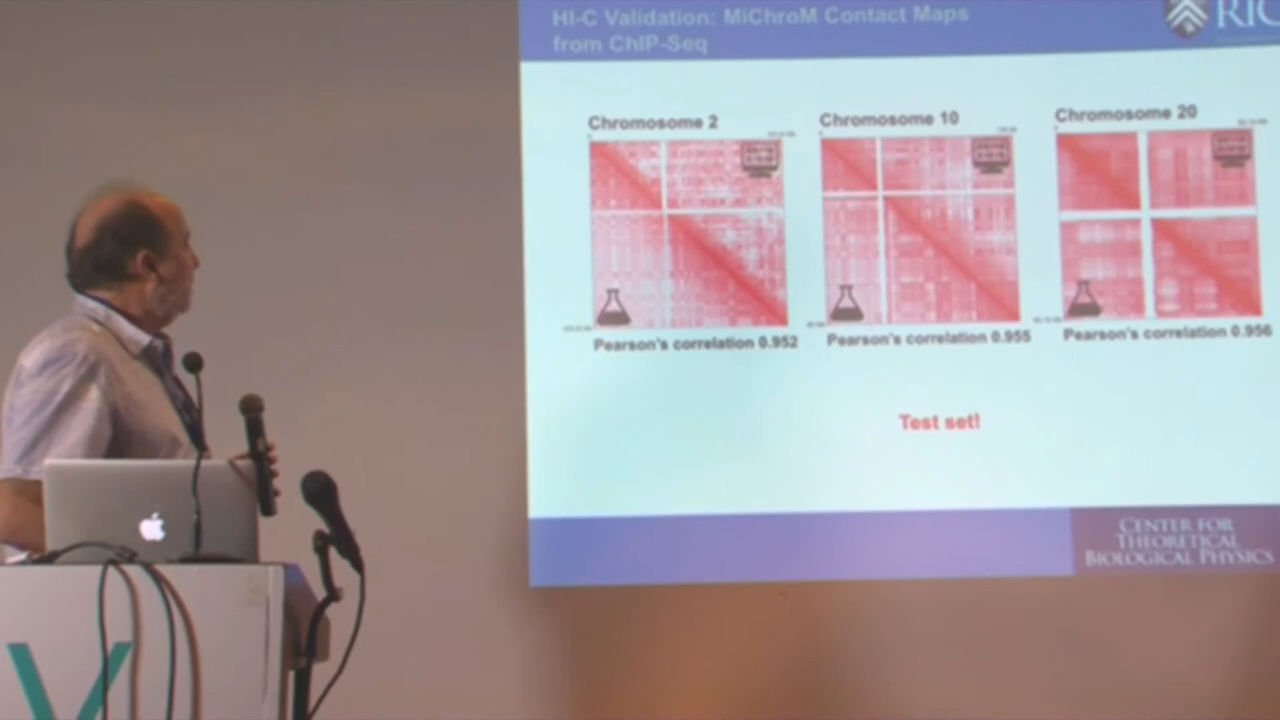 HI-C Validation: MiChroM Contact Maps
from ChIP-Seq
RIC
Chromosome 2
Chromosome 10
Chromosome 20
Pearson's correlation 0.952
Pearson's correlation 0.955
Pearson's correlation 0.956
Test set!
CENTER FOR
THEORETICAL
BIOLOGICAL PHYSICS